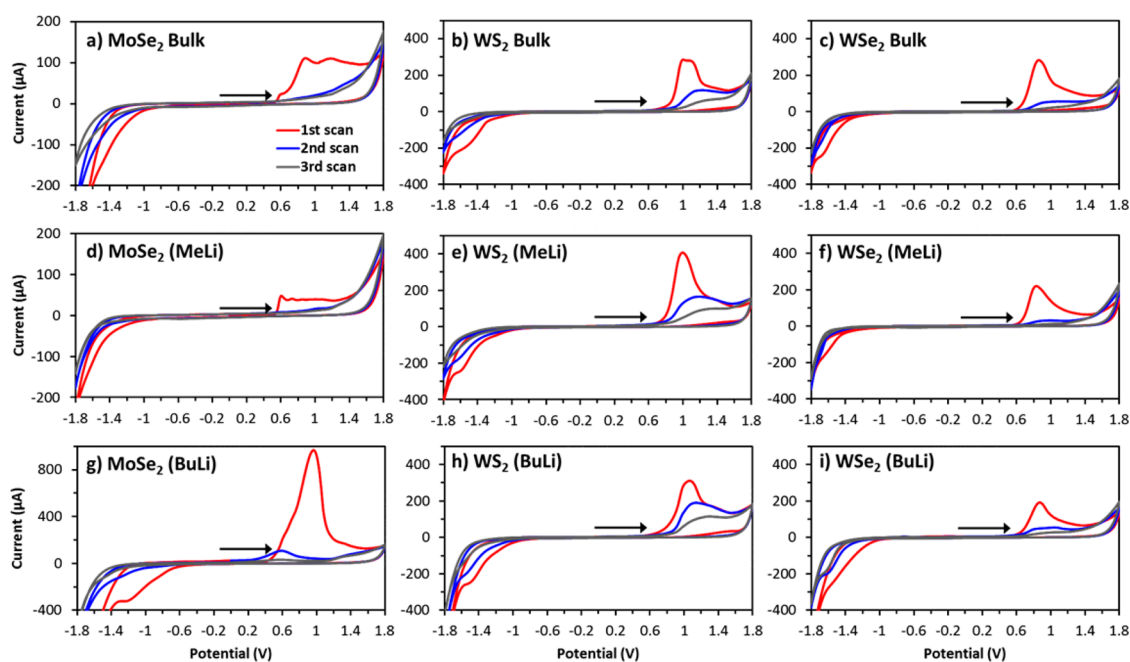 a) MoSe₂ Bulk
b) WS₂ Bulk
c) WSe₂ Bulk
Current (μA)
200
100
0
-100
-200
400
200
0
-200
-400
400
200
0
-200
-400
1st scan
2nd scan
3rd scan
-1.8 -1.4 -1 -0.6 -0.2 0.2 0.6 1 1.4 1.8
-1.8 -1.4 -1 -0.6 -0.2 0.2 0.6 1 1.4 1.8
-1.8 -1.4 -1 -0.6 -0.2 0.2 0.6 1 1.4 1.8
d) MoSe₂ (MeLi)
e) WS₂ (MeLi)
f) WSe₂ (MeLi)
Current (μA)
200
100
0
-100
-200
400
200
0
-200
-400
400
200
0
-200
-400
-1.8 -1.4 -1 -0.6 -0.2 0.2 0.6 1 1.4 1.8
-1.8 -1.4 -1 -0.6 -0.2 0.2 0.6 1 1.4 1.8
-1.8 -1.4 -1 -0.6 -0.2 0.2 0.6 1 1.4 1.8
g) MoSe₂ (BuLi)
h) WS₂ (BuLi)
i) WSe₂ (BuLi)
Current (μA)
800
400
0
-400
400
200
0
-200
-400
400
200
0
-200
-400
-1.8 -1.4 -1 -0.6 -0.2 0.2 0.6 1 1.4 1.8
-1.8 -1.4 -1 -0.6 -0.2 0.2 0.6 1 1.4 1.8
-1.8 -1.4 -1 -0.6 -0.2 0.2 0.6 1 1.4 1.8
Potential (V)
Potential (V)
Potential (V)